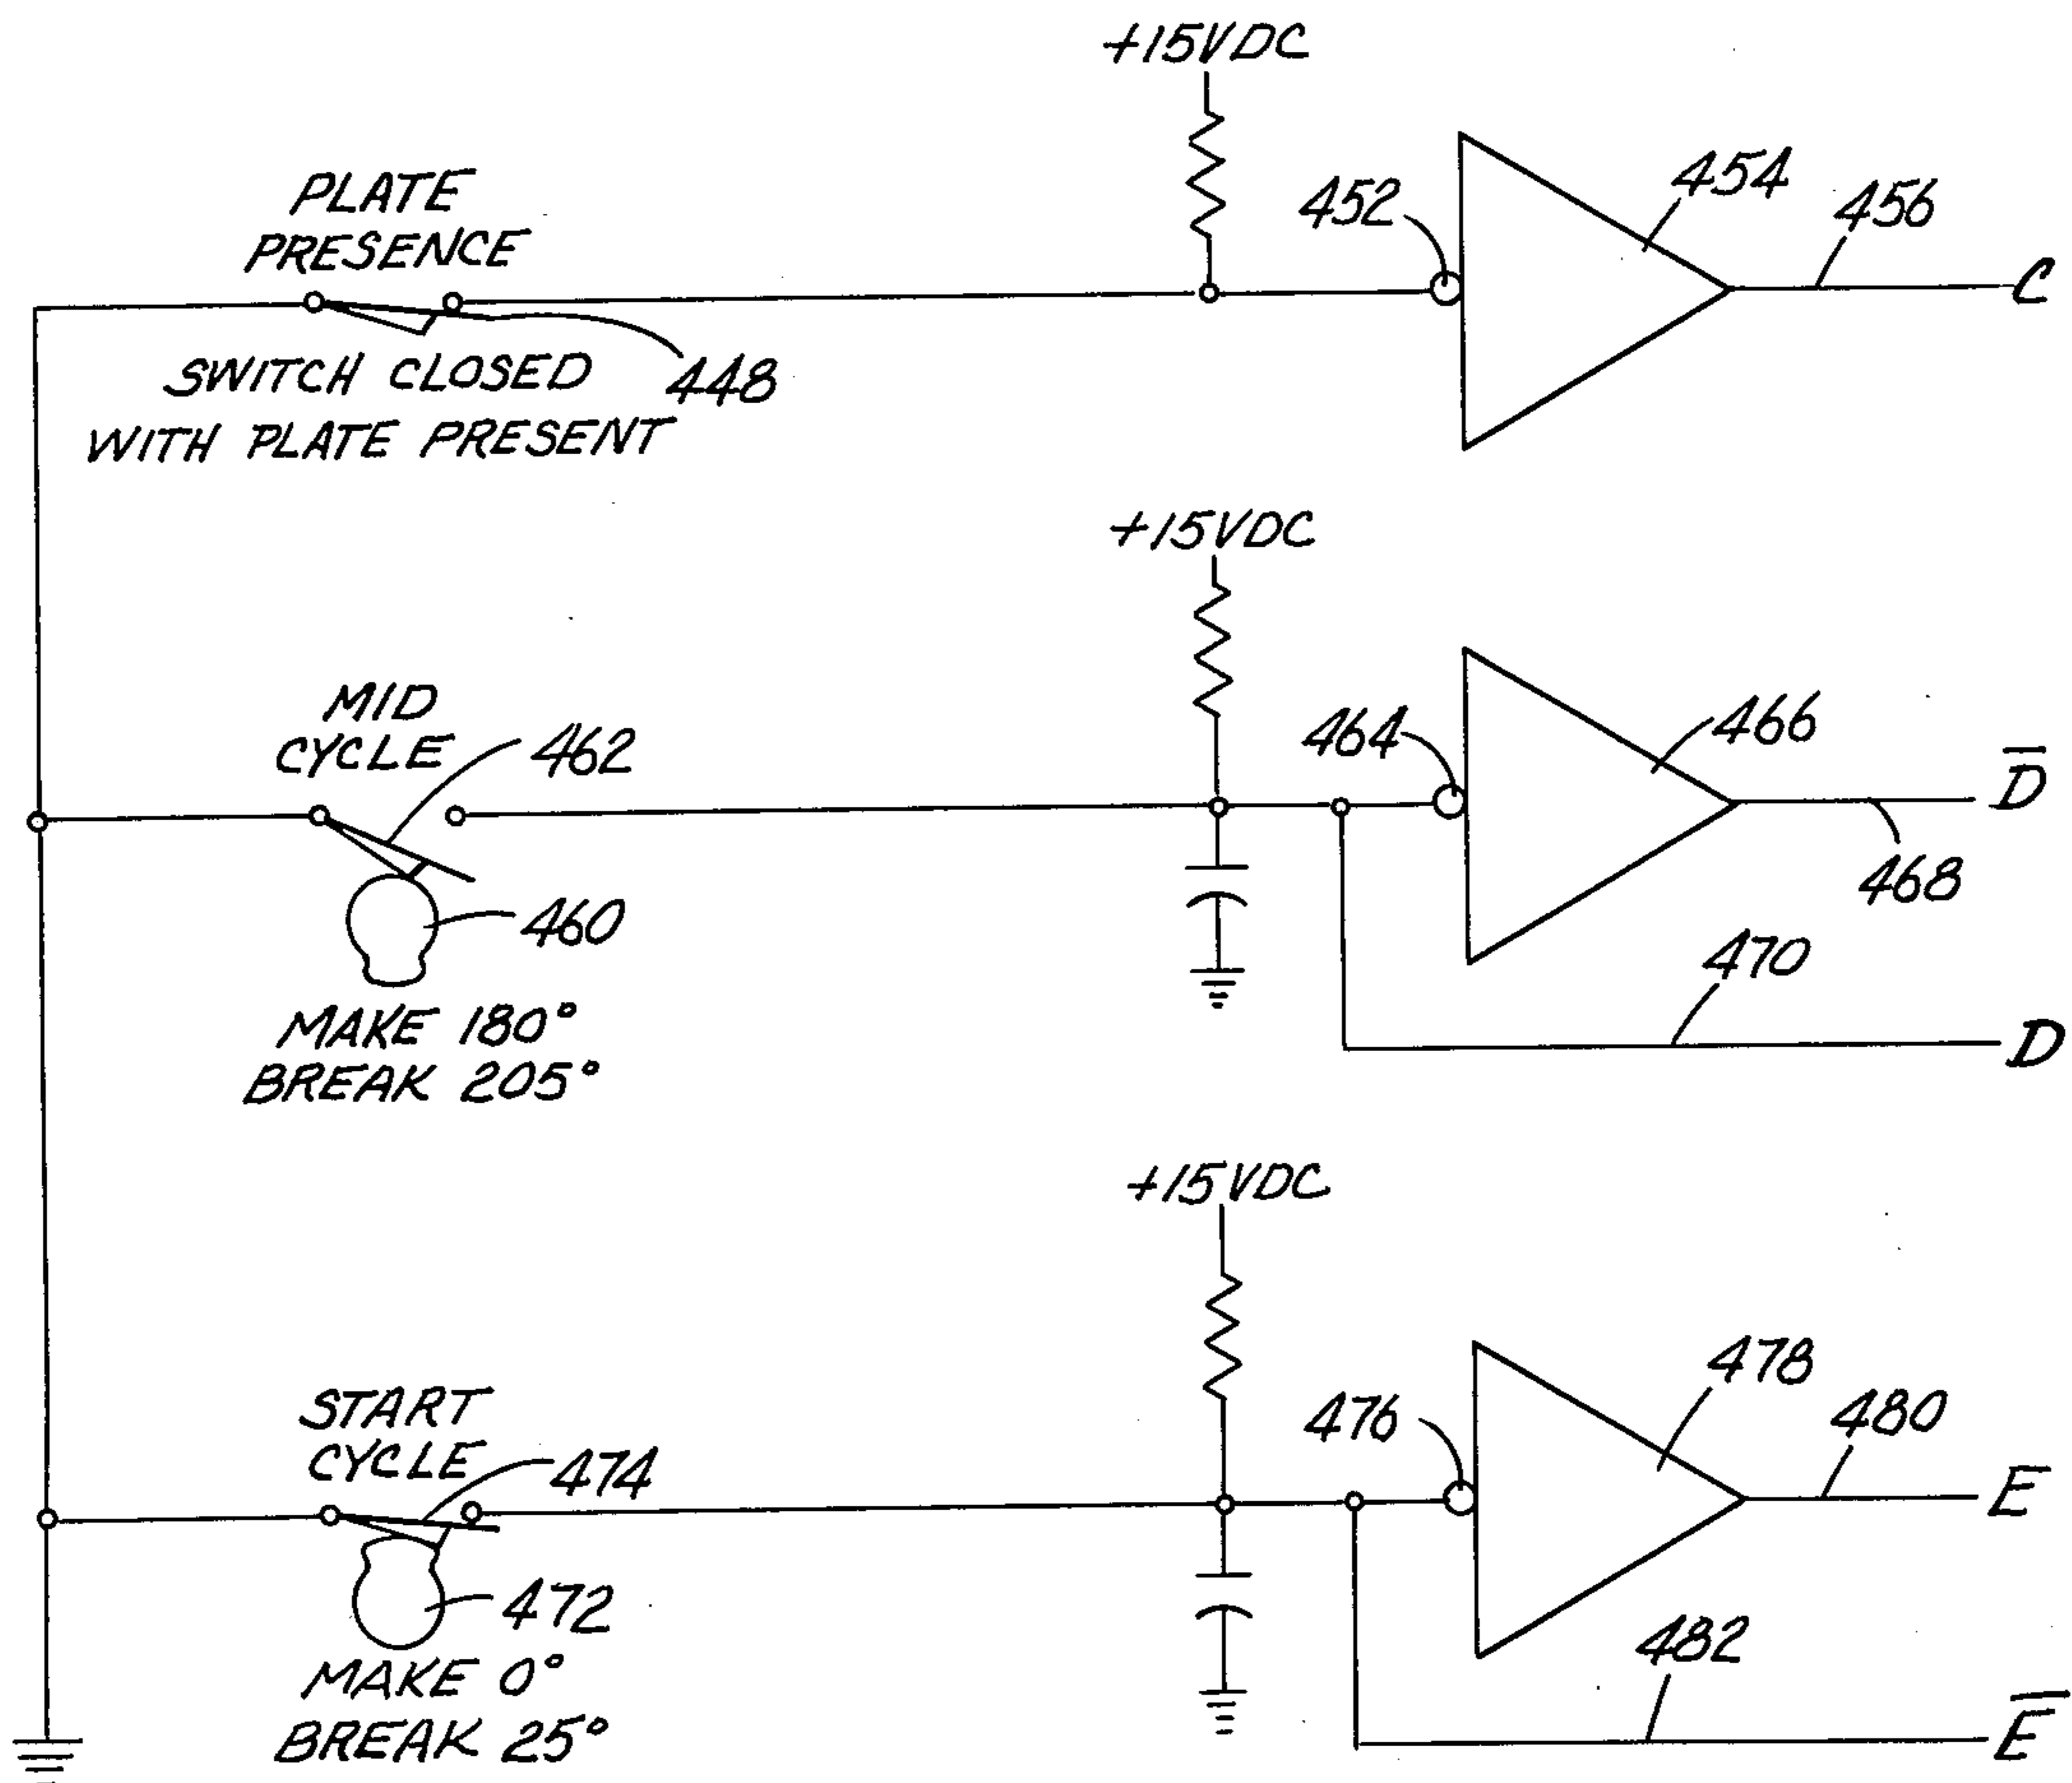 +15VDC
PLATE
PRESENCE
452
454
456
C
SWITCH CLOSED
448
WITH PLATE PRESENT
+15VDC
MID
CYCLE
462
464
466
D̅
468
460
470
MAKE 180°
BREAK 205°
D
+15VDC
START
CYCLE
474
476
478
480
E
472
482
MAKE 0°
BREAK 25°
E̅